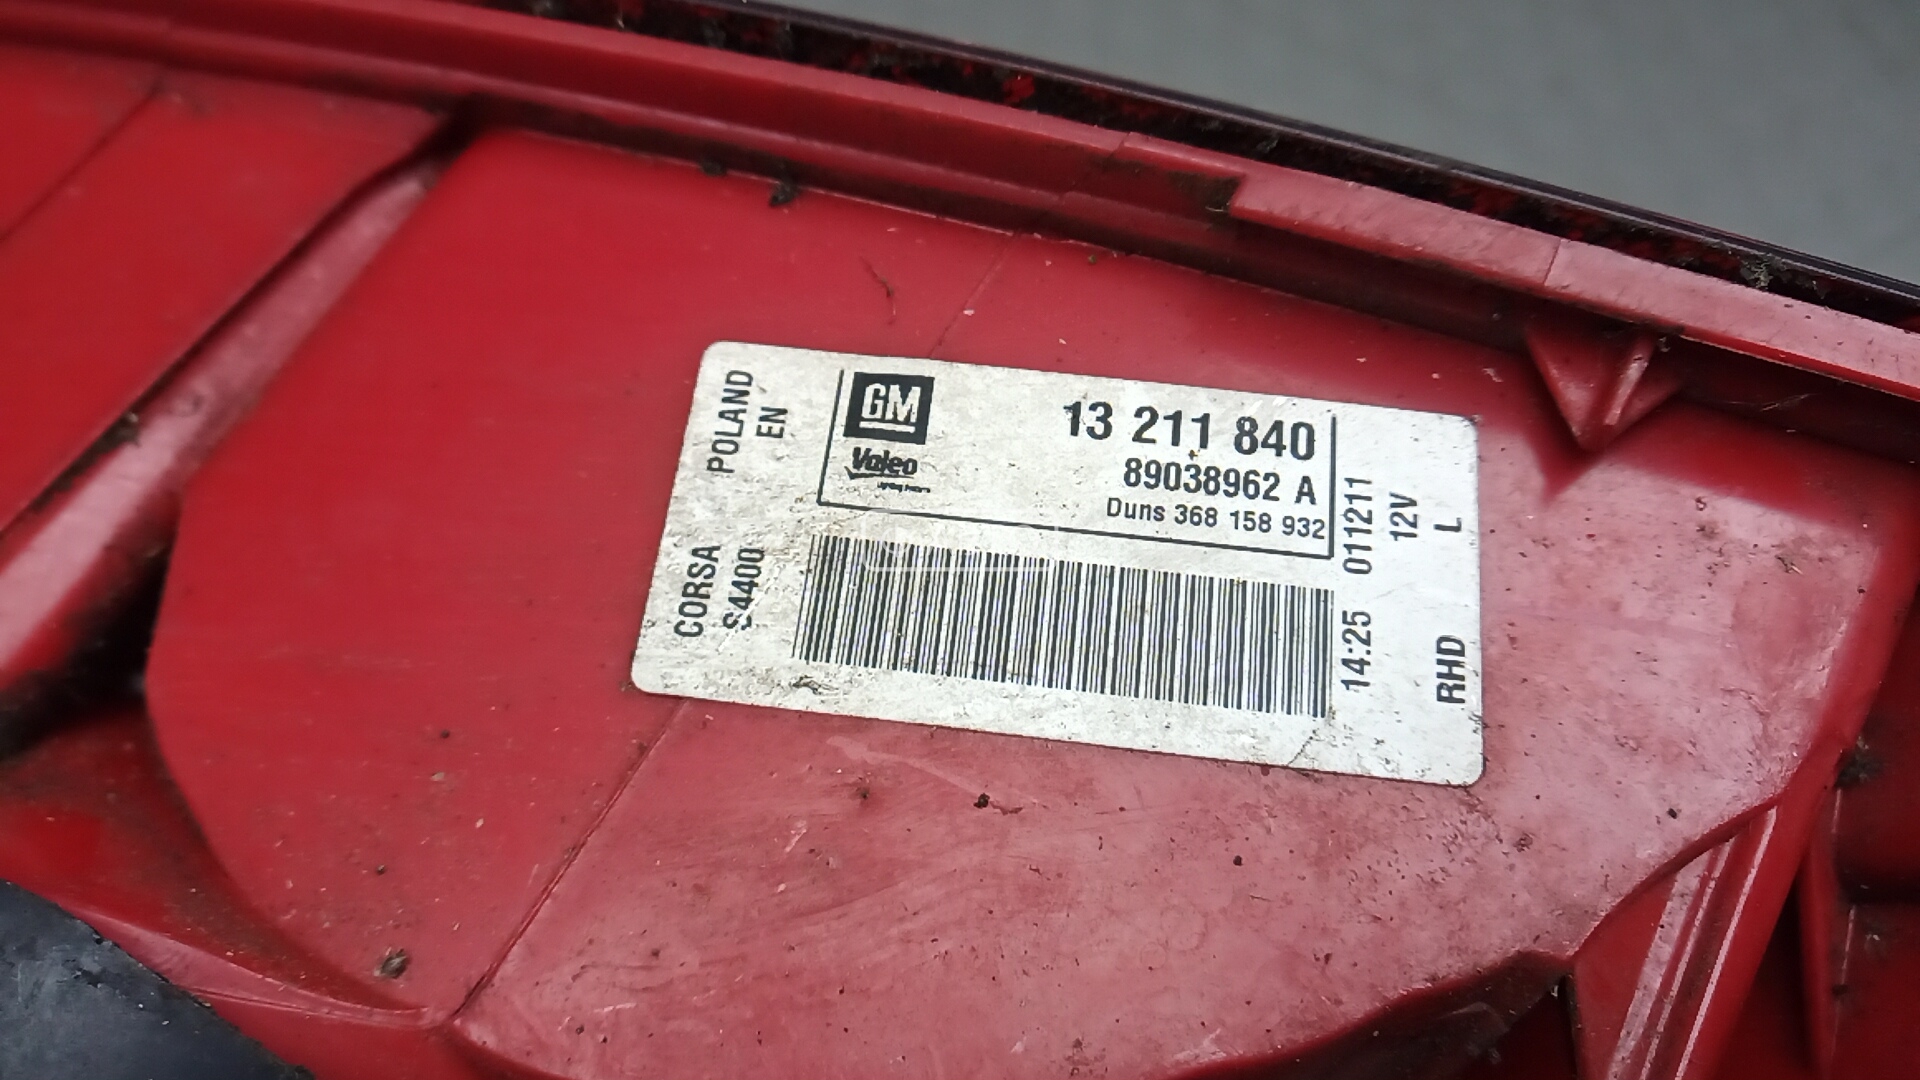 POLAND
EN
CORSA
S4400
GM
Valeo
13 211 840
89038962 A
Duns 368 158 932
14:25 011211
12V
RHD L